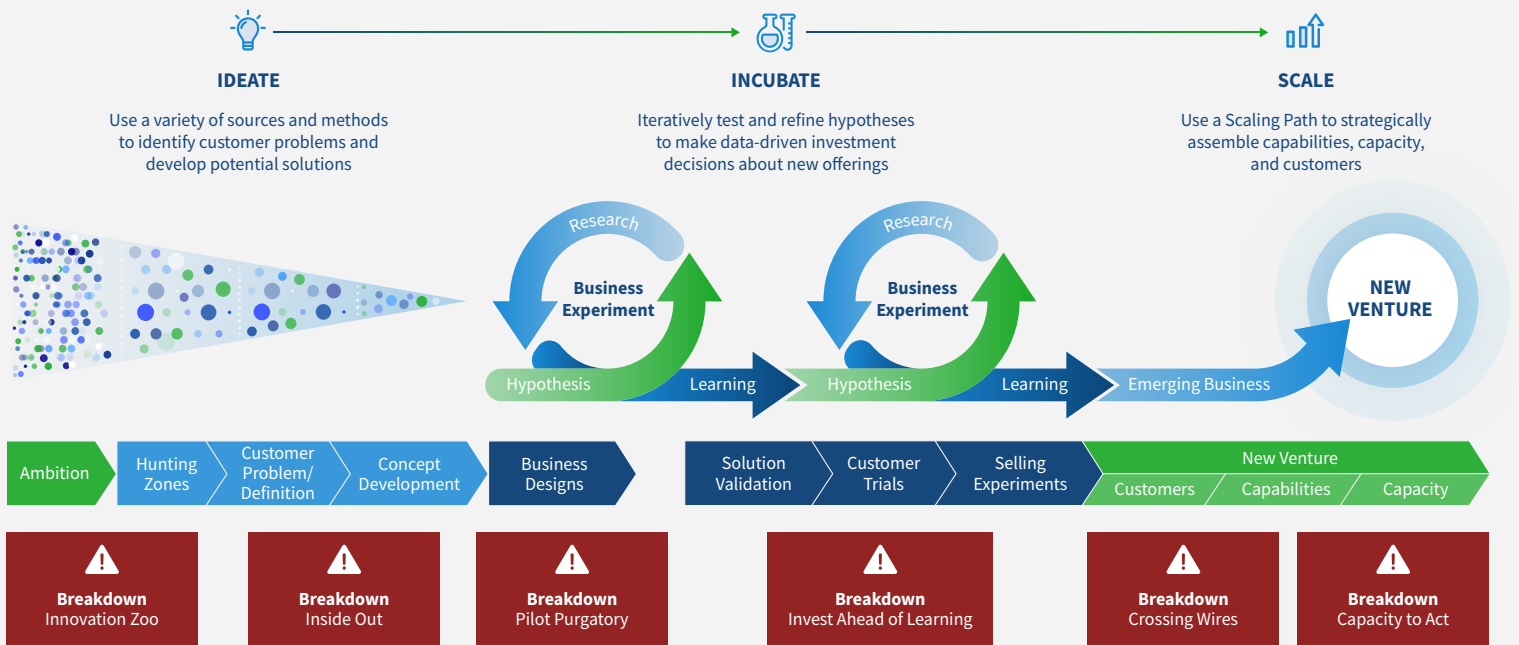 IDEATE
Use a variety of sources and methods
to identify customer problems and
develop potential solutions
INCUBATE
Iteratively test and refine hypotheses
to make data-driven investment
decisions about new offerings
SCALE
Use a Scaling Path to strategically
assemble capabilities, capacity,
and customers
Research
Business
Experiment
Hypothesis
Learning
Research
Business
Experiment
Hypothesis
Learning
Emerging Business
NEW
VENTURE
Ambition
Hunting
Zones
Customer
Problem/
Definition
Concept
Development
Business
Designs
Solution
Validation
Customer
Trials
Selling
Experiments
New Venture
Customers
Capabilities
Capacity
Breakdown
Innovation Zoo
Breakdown
Inside Out
Breakdown
Pilot Purgatory
Breakdown
Invest Ahead of Learning
Breakdown
Crossing Wires
Breakdown
Capacity to Act